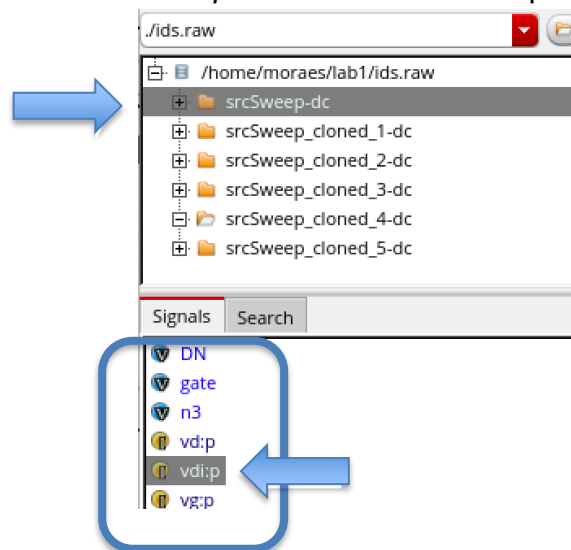 ./ids.raw
/home/moraes/lab1/ids.raw
srcSweep-dc
srcSweep_cloned_1-dc
srcSweep_cloned_2-dc
srcSweep_cloned_3-dc
srcSweep_cloned_4-dc
srcSweep_cloned_5-dc
Signals Search
DN
gate
n3
vd:p
vdi:p
vg:p